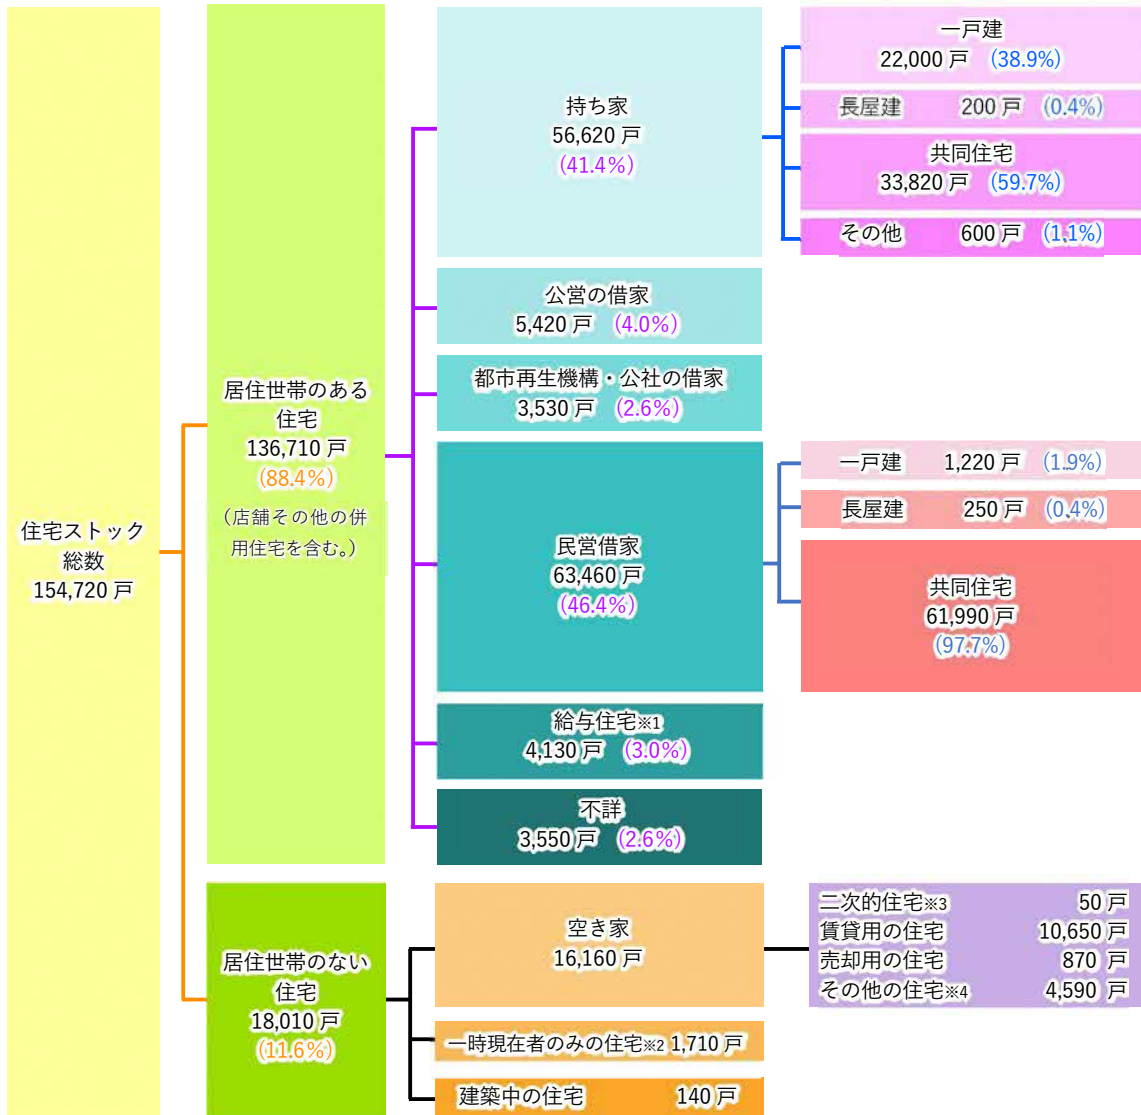 住宅ストック
総数
154,720 戸
居住世帯のある
住宅
136,710 戸
(88.4%)
(店舗その他の併
用住宅を含む。)
持ち家
56,620 戸
(41.4%)
一戸建
22,000 戸 (38.9%)
長屋建 200 戸 (0.4%)
共同住宅
33,820 戸 (59.7%)
その他 600 戸 (1.1%)
公営の借家
5,420 戸 (4.0%)
都市再生機構・公社の借家
3,530 戸 (2.6%)
民営借家
63,460 戸
(46.4%)
一戸建 1,220 戸 (1.9%)
長屋建 250 戸 (0.4%)
共同住宅
61,990 戸
(97.7%)
給与住宅※1
4,130 戸 (3.0%)
不詳
3,550 戸 (2.6%)
居住世帯のない
住宅
18,010 戸
(11.6%)
空き家
16,160 戸
二次的住宅※3 50 戸
賃貸用の住宅 10,650 戸
売却用の住宅 870 戸
その他の住宅※4 4,590 戸
一時現在者のみの住宅※2 1,710 戸
建築中の住宅 140 戸